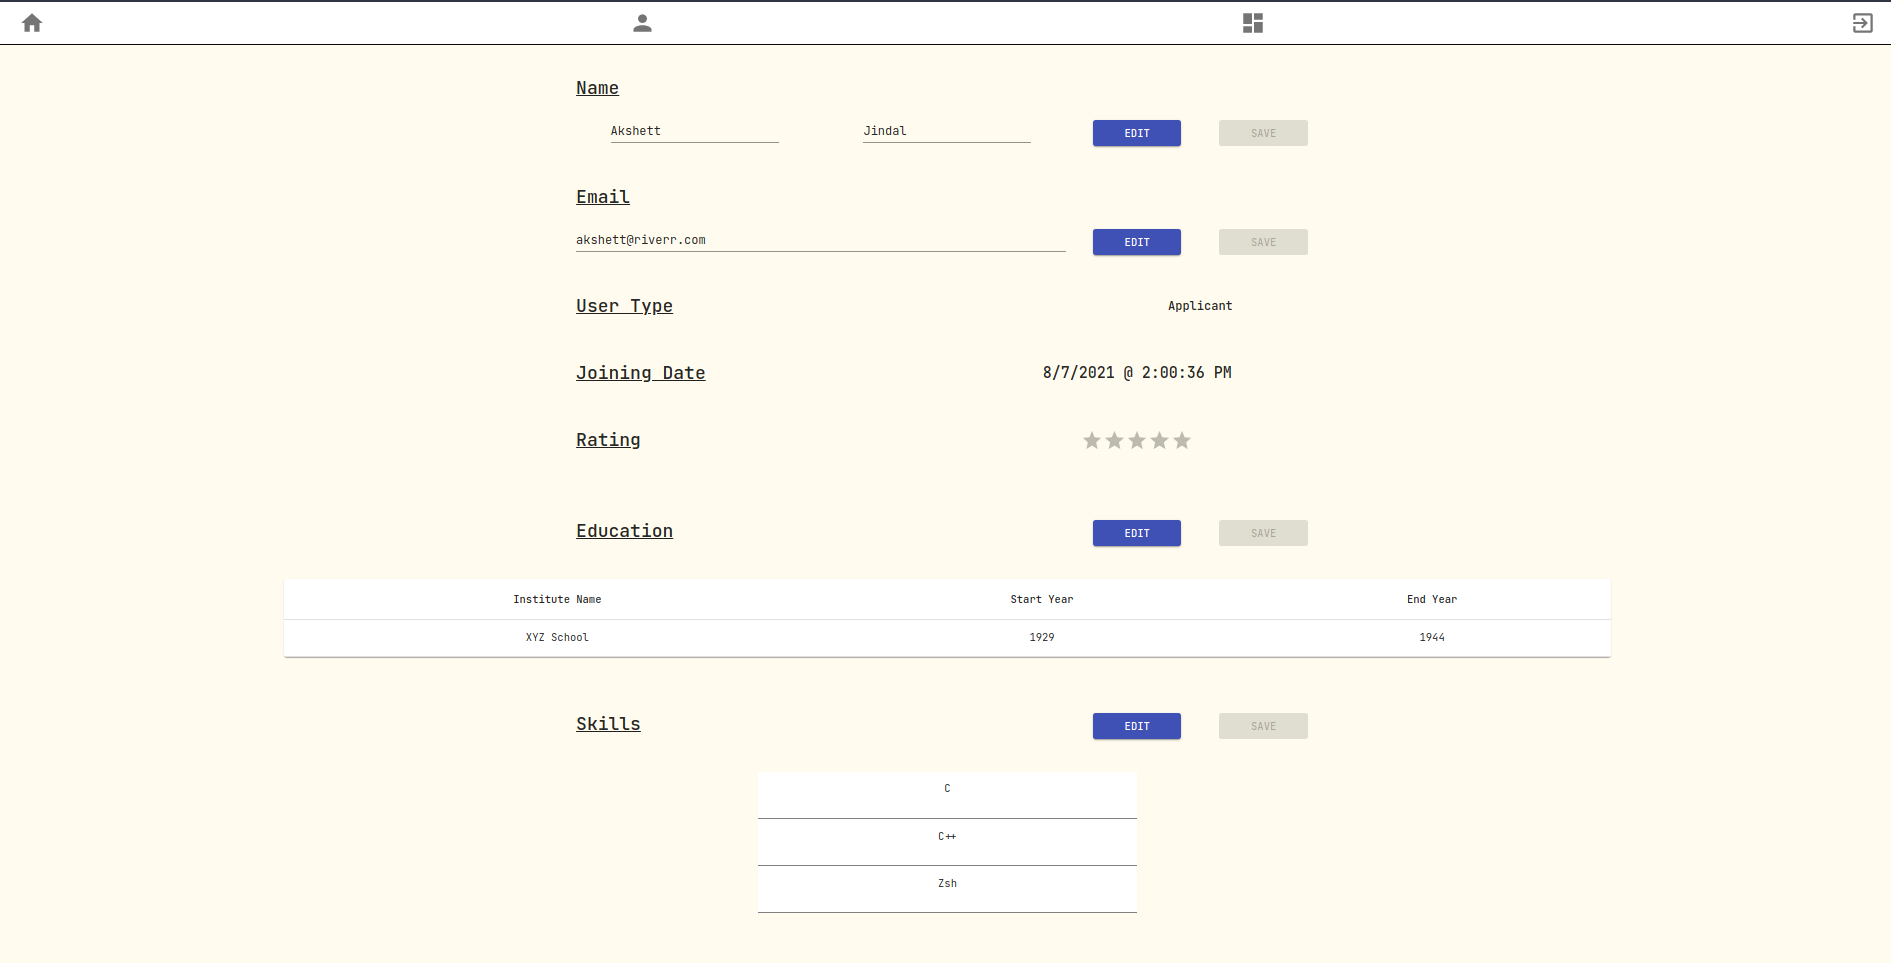 Name
Akshett Jindal EDIT SAVE
Email
akshett@riverr.com EDIT SAVE
User Type Applicant
Joining Date 8/7/2021 @ 2:00:36 PM
Rating
Education EDIT SAVE
Institute Name Start Year End Year
XYZ School 1929 1944
Skills EDIT SAVE
C
C++
Zsh